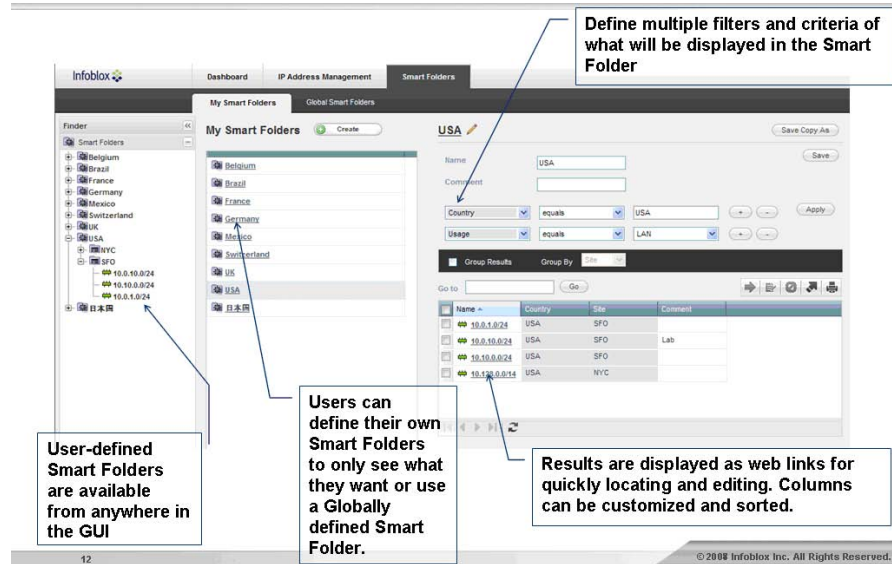 Define multiple filters and criteria of
what will be displayed in the Smart
Folder
Infoblox
Dashboard
IP Address Management
Smart Folders
My Smart Folders
Global Smart Folders
Finder
Smart Folders
Belgium
Brazil
France
Germany
Mexico
Switzerland
UK
USA
NYC
SFO
10.0.10.0/24
10.10.0.0/24
10.0.1.0/24
日本国
My Smart Folders
Create
Belgium
Brazil
France
Germany
Mexico
Switzerland
UK
USA
日本国
USA
Save Copy As
Name
USA
Save
Comment
Country
equals
USA
+
-
Apply
Usage
equals
LAN
+
-
Group Results
Group By
Site
Go to
Go
Name
Country
Site
Comment
10.0.1.0/24
USA
SFO
10.0.10.0/24
USA
SFO
Lab
10.10.0.0/24
USA
SFO
10.128.0.0/14
USA
NYC
User-defined
Smart Folders
are available
from anywhere in
the GUI
Users can
define their own
Smart Folders
to only see what
they want or use
a Globally
defined Smart
Folder.
Results are displayed as web links for
quickly locating and editing. Columns
can be customized and sorted.
12
© 2008 Infoblox Inc. All Rights Reserved.